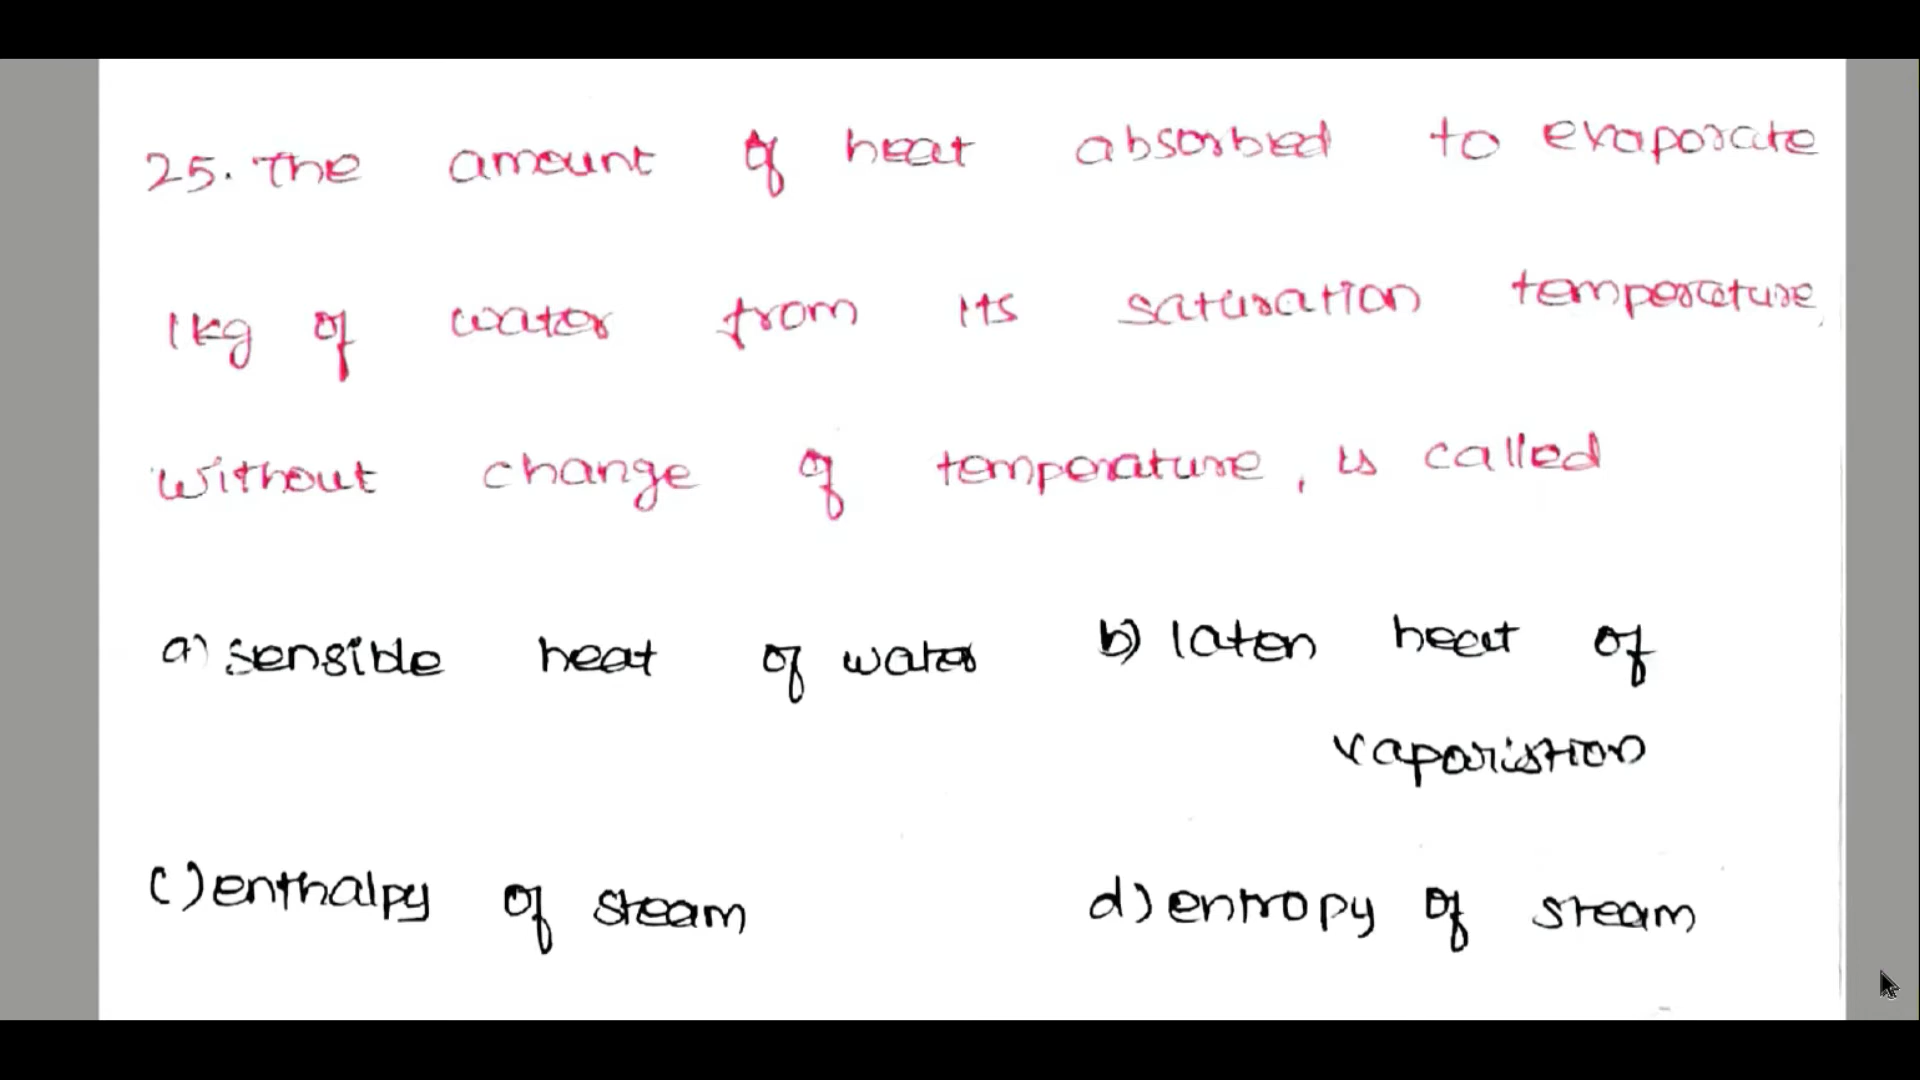 25. The amount of heat absorbed to evaporate
1kg of water from its saturation temperature,
without change of temperature, is called
a) sensible heat of water b) laten heat of
vaporistion
c) enthalpy of steam d) entropy of steam